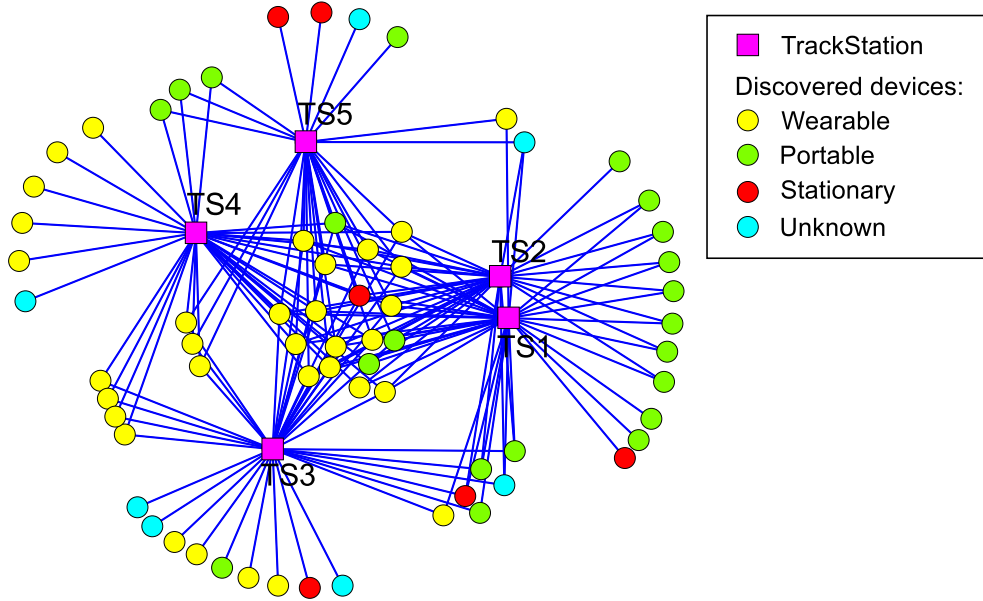 TS5
TS4
TS2
TS1
TS3
TrackStation
Discovered devices:
Wearable
Portable
Stationary
Unknown